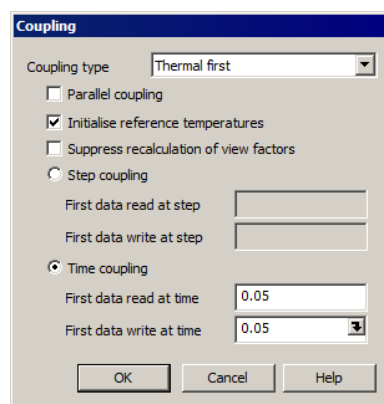 Coupling
Coupling type Thermal first
Parallel coupling
Initialise reference temperatures
Suppress recalculation of view factors
Step coupling
First data read at step
First data write at step
Time coupling
First data read at time 0.05
First data write at time 0.05
OK Cancel Help